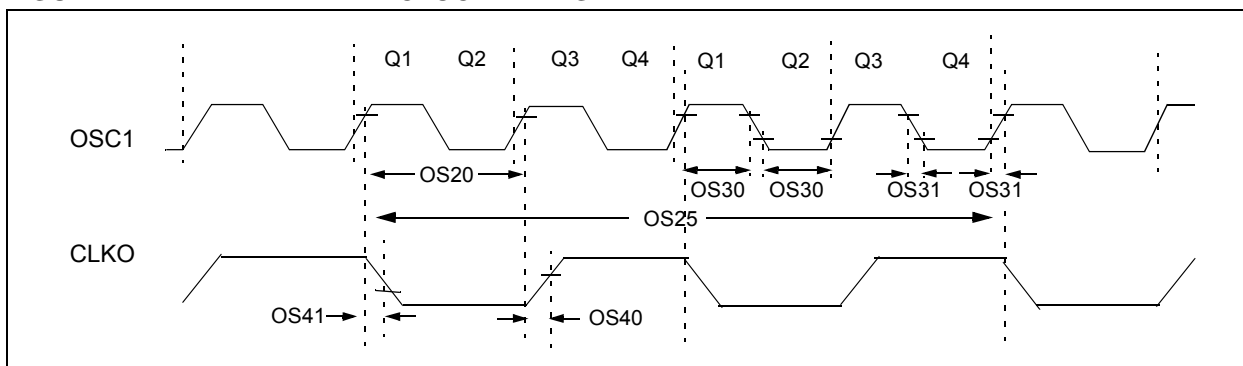 Q1 Q2 Q3 Q4 Q1 Q2 Q3 Q4
OSC1
OS20
OS30 OS30
OS31 OS31
OS25
CLKO
OS41
OS40